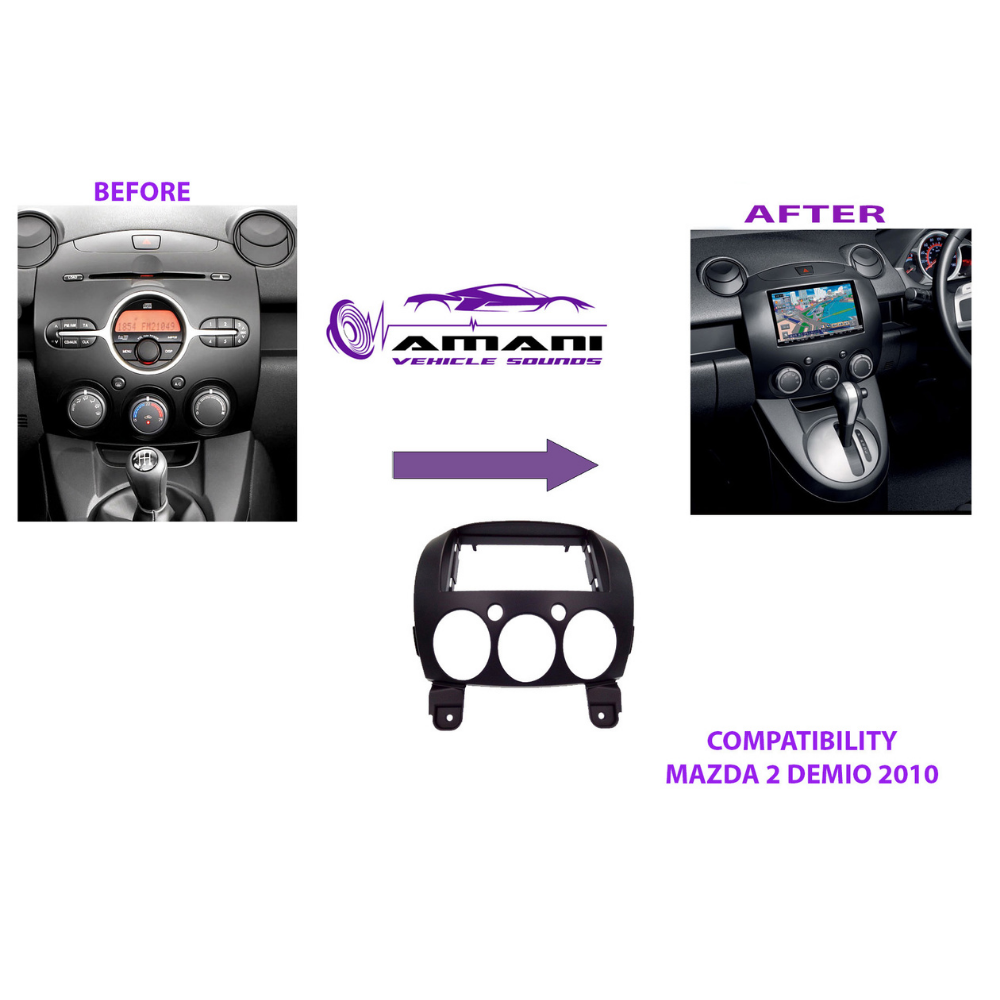 BEFORE
AFTER
AMANI
VEHICLE SOUNDS
COMPATIBILITY
MAZDA 2 DEMIO 2010